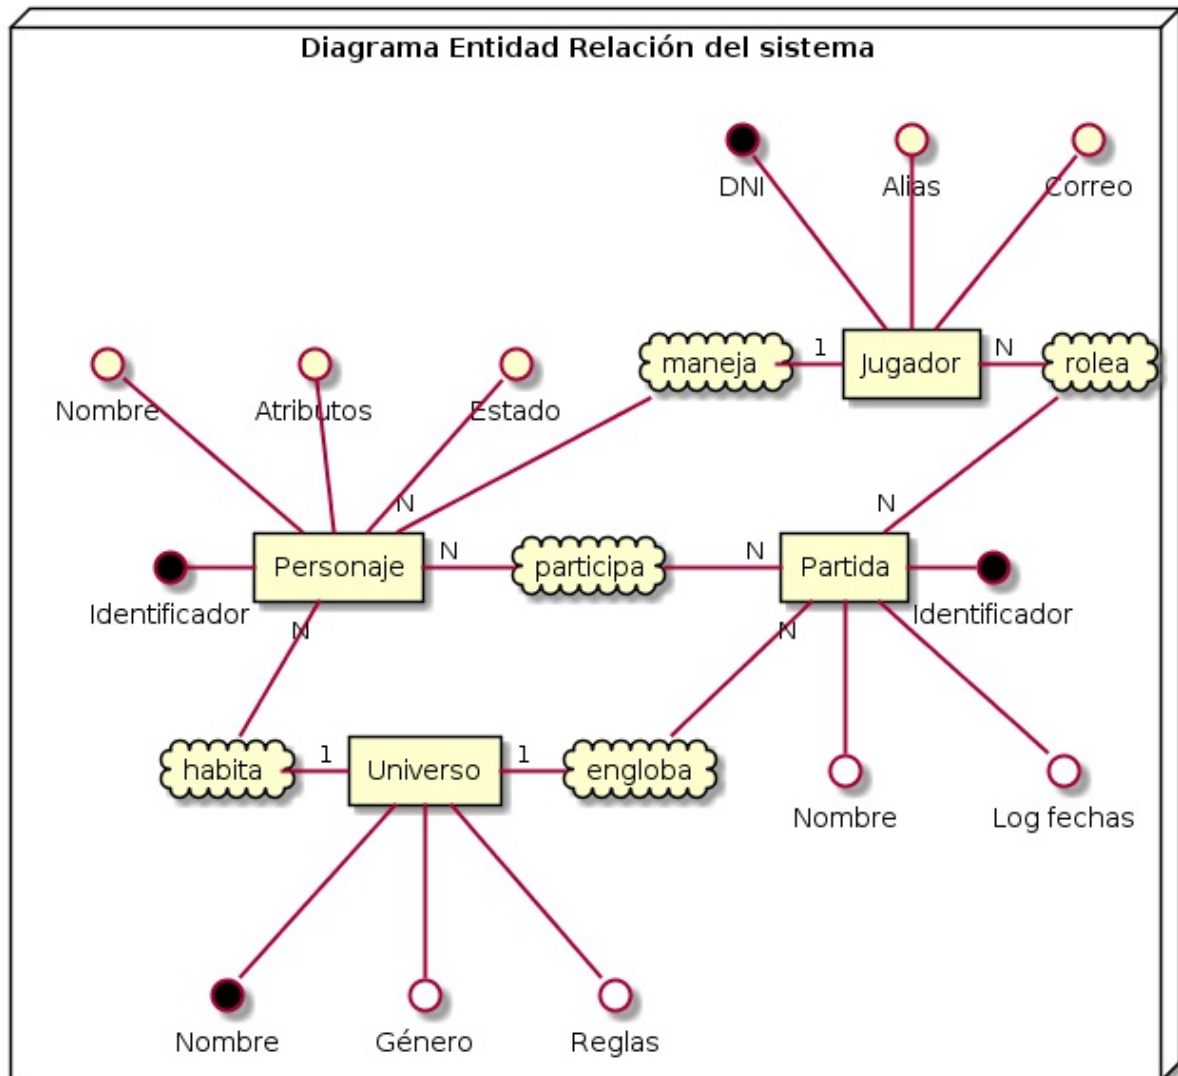 Diagrama Entidad Relación del sistema
DNI
Alias
Correo
maneja
1
Jugador
N
rolea
Nombre
Atributos
Estado
N
N
Personaje
N
participa
N
Partida
Identificador
Identificador
N
N
habita
1
Universo
1
engloba
Nombre
Log fechas
Nombre
Género
Reglas